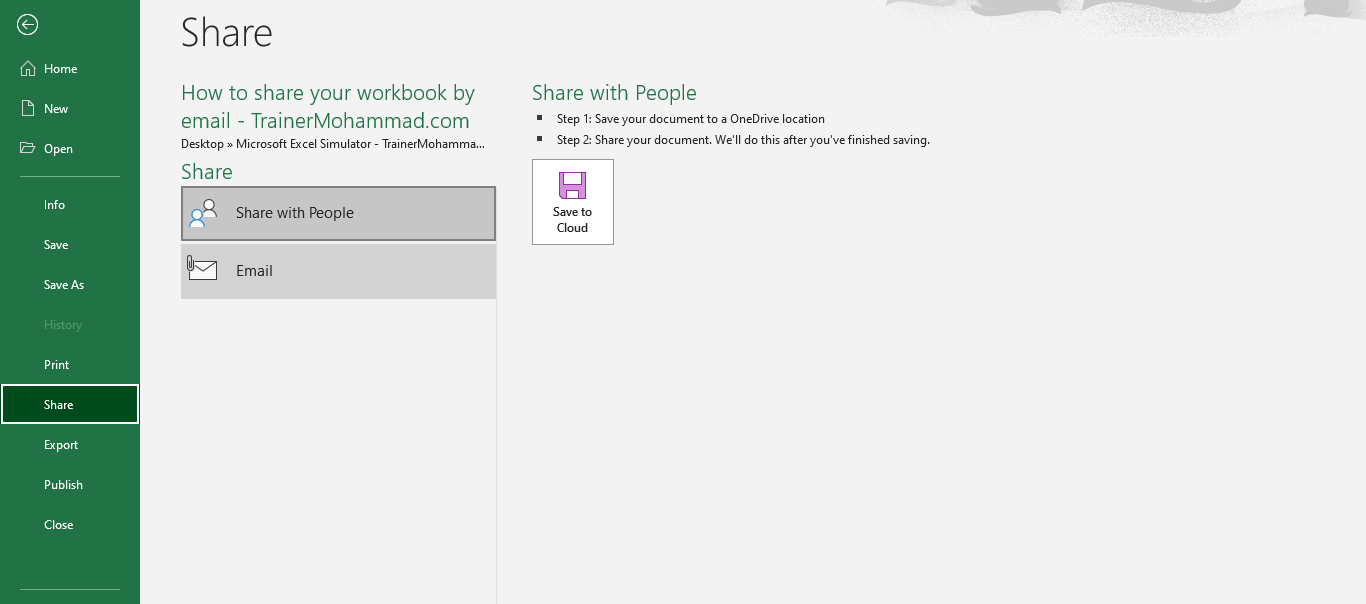 Home
New
Open
Info
Save
Save As
History
Print
Share
Export
Publish
Close
Share
How to share your workbook by
email - TrainerMohammad.com
Desktop » Microsoft Excel Simulator - TrainerMohamma...
Share
Share with People
Email
Share with People
Step 1: Save your document to a OneDrive location
Step 2: Share your document. We'll do this after you've finished saving.
Save to
Cloud